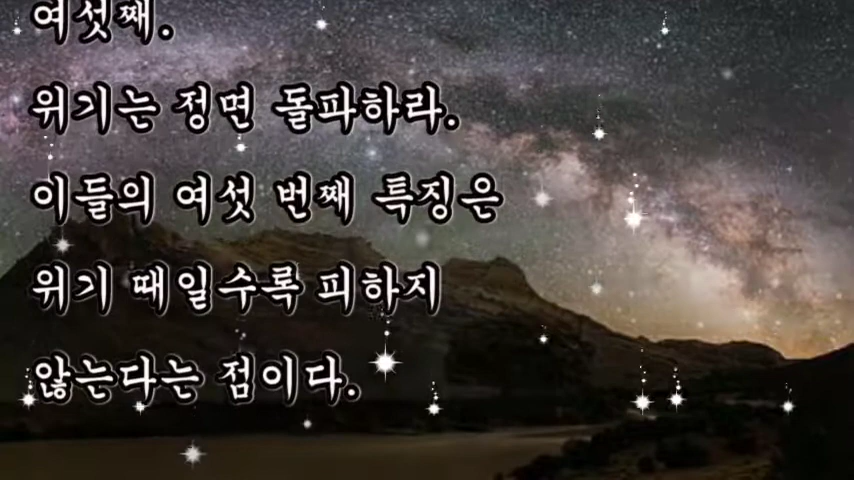 여섯째.
위기는 정면 돌파하라.
이들의 여섯 번째 특징은
위기 때일수록 피하지
않는다는 점이다.